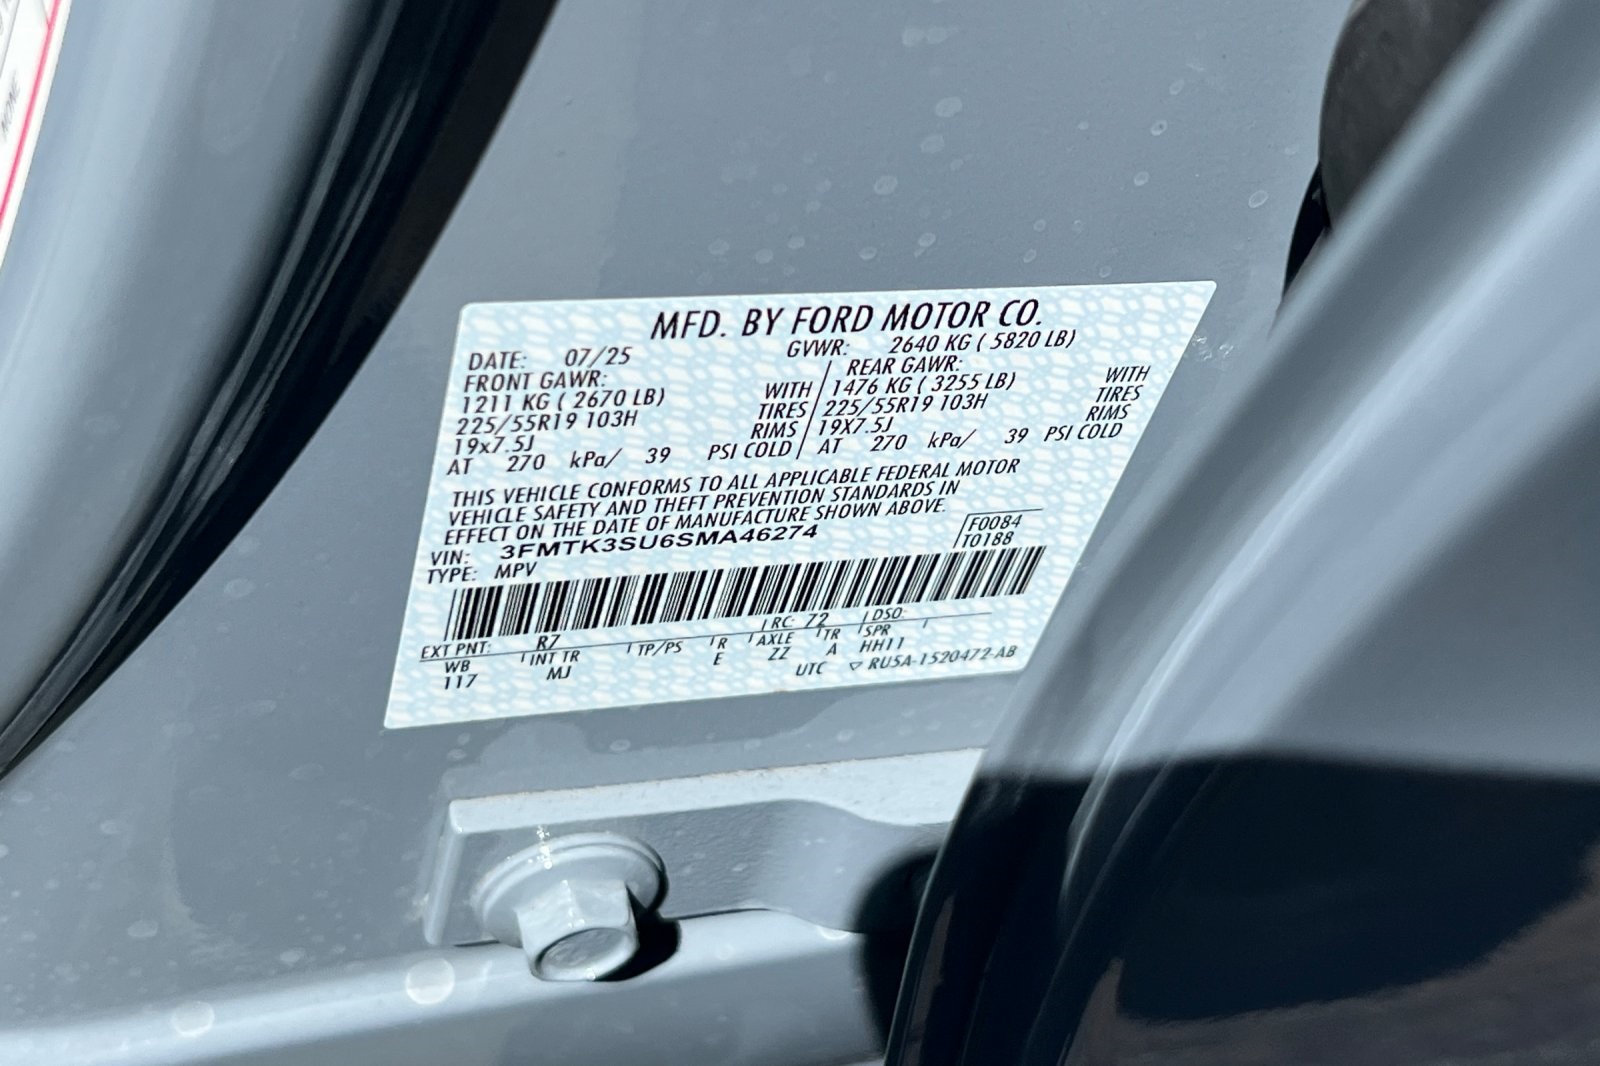 NONE
MFD. BY FORD MOTOR CO.
DATE: 07/25 GVWR: 2640 KG ( 5820 LB)
FRONT GAWR: REAR GAWR:
1211 KG ( 2670 LB) WITH 1476 KG ( 3255 LB) WITH
225/55R19 103H TIRES 225/55R19 103H TIRES
19x7.5J RIMS 19X7.5J RIMS
AT 270 kPa/ 39 PSI COLD AT 270 kPa/ 39 PSI COLD
THIS VEHICLE CONFORMS TO ALL APPLICABLE FEDERAL MOTOR
VEHICLE SAFETY AND THEFT PREVENTION STANDARDS IN
EFFECT ON THE DATE OF MANUFACTURE SHOWN ABOVE.
VIN: 3FMTK3SU6SMA46274 F0084
TYPE: MPV T0188
EXT PNT: R7 RC: 72 DSO:
WB INT TR TP/PS R AXLE TR SPR
117 MJ E ZZ A HH11
UTC ▽ RU5A-1520472-AB